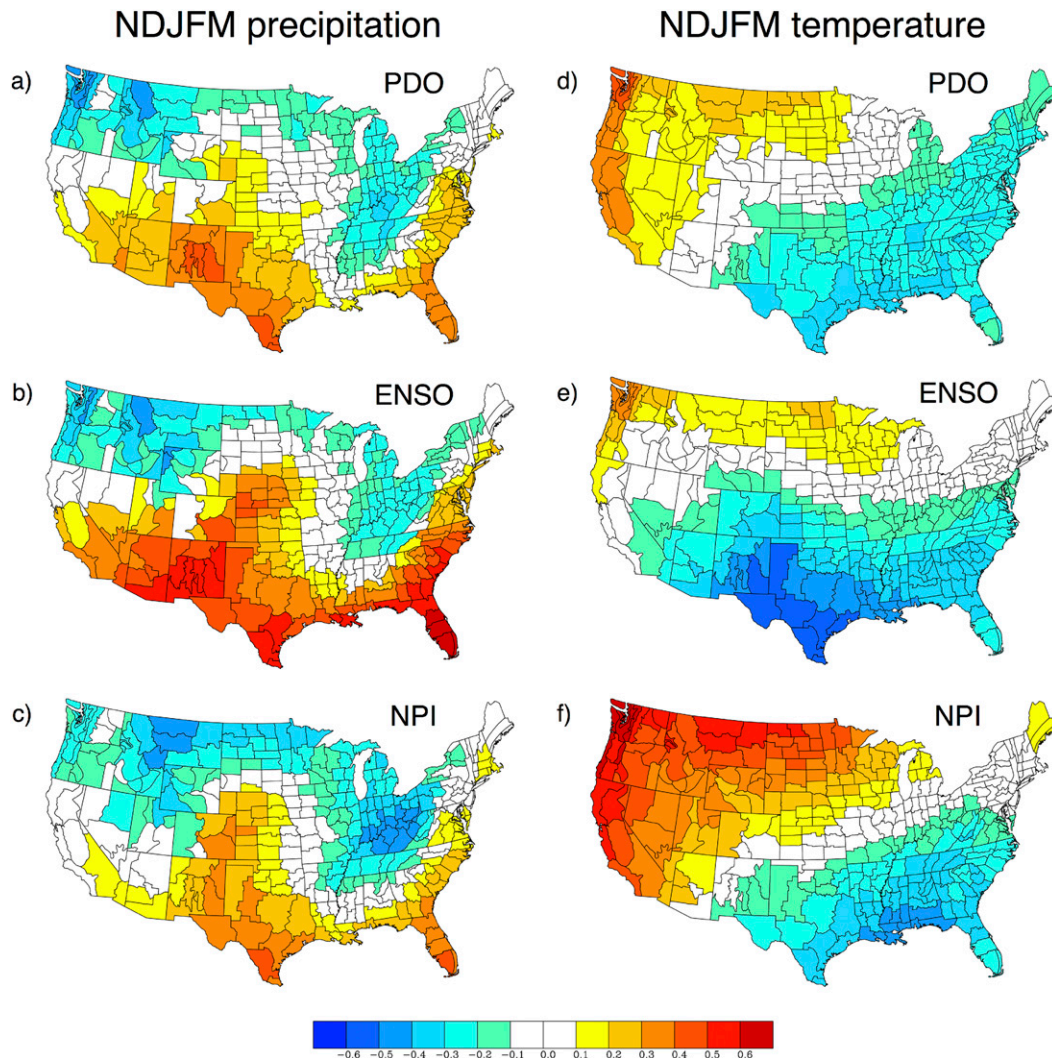 NDJFM precipitation
NDJFM temperature
a)
PDO
d)
PDO
b)
ENSO
e)
ENSO
c)
NPI
f)
NPI
-0.6 -0.5 -0.4 -0.3 -0.2 -0.1 0.0 0.1 0.2 0.3 0.4 0.5 0.6